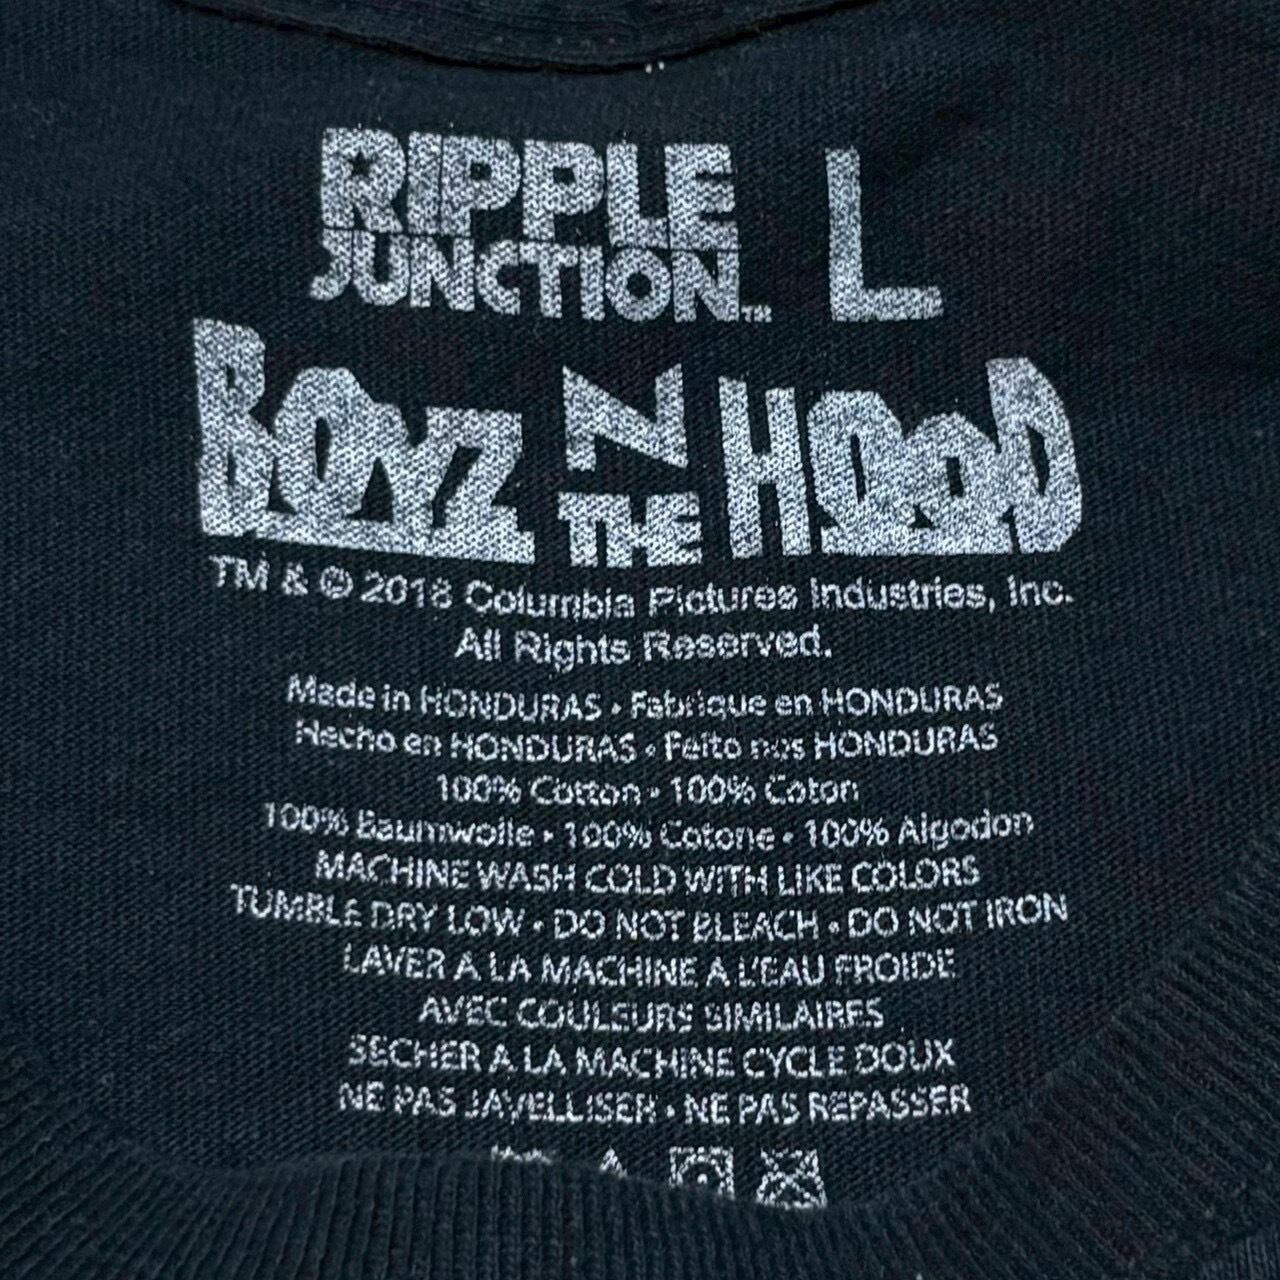 RIPPLE
JUNCTION™ L
BOYZ N THE HOOD
TM & © 2018 Columbia Pictures Industries, Inc.
All Rights Reserved.
Made in HONDURAS • Fabrique en HONDURAS
Hecho en HONDURAS • Feito nos HONDURAS
100% Cotton • 100% Coton
100% Baumwolle • 100% Cotone • 100% Algodon
MACHINE WASH COLD WITH LIKE COLORS
TUMBLE DRY LOW • DO NOT BLEACH • DO NOT IRON
LAVER A LA MACHINE A L'EAU FROIDE
AVEC COULEURS SIMILAIRES
SECHER A LA MACHINE CYCLE DOUX
NE PAS JAVELLISER • NE PAS REPASSER